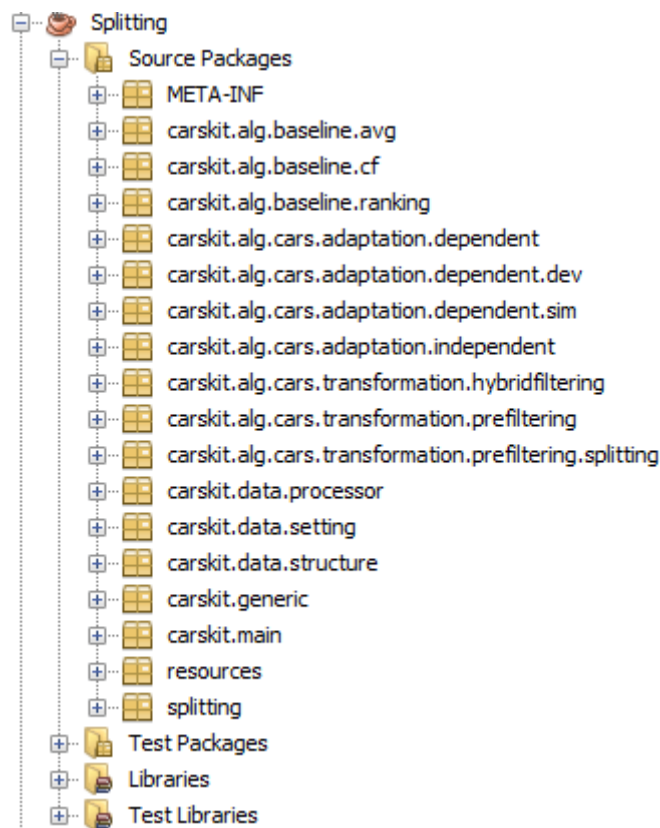 Splitting
Source Packages
META-INF
carskit.alg.baseline.avg
carskit.alg.baseline.cf
carskit.alg.baseline.ranking
carskit.alg.cars.adaptation.dependent
carskit.alg.cars.adaptation.dependent.dev
carskit.alg.cars.adaptation.dependent.sim
carskit.alg.cars.adaptation.independent
carskit.alg.cars.transformation.hybridfiltering
carskit.alg.cars.transformation.prefiltering
carskit.alg.cars.transformation.prefiltering.splitting
carskit.data.processor
carskit.data.setting
carskit.data.structure
carskit.generic
carskit.main
resources
splitting
Test Packages
Libraries
Test Libraries